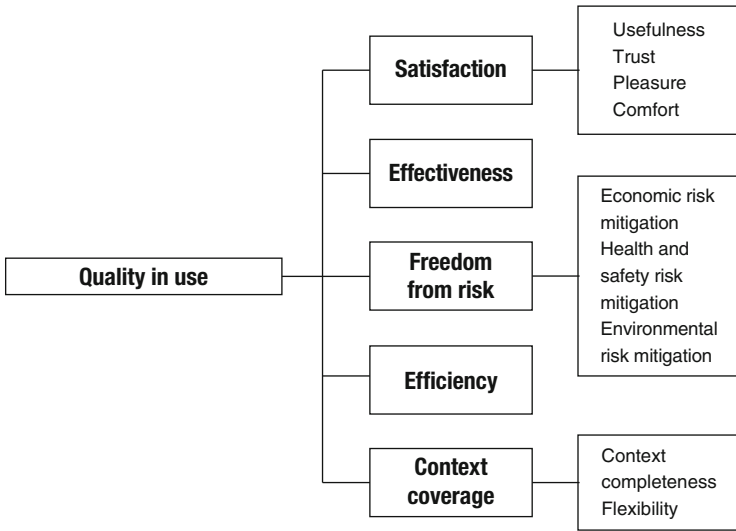 Quality in use
Satisfaction
Usefulness
Trust
Pleasure
Comfort
Effectiveness
Freedom
from risk
Economic risk
mitigation
Health and
safety risk
mitigation
Environmental
risk mitigation
Efficiency
Context
coverage
Context
completeness
Flexibility